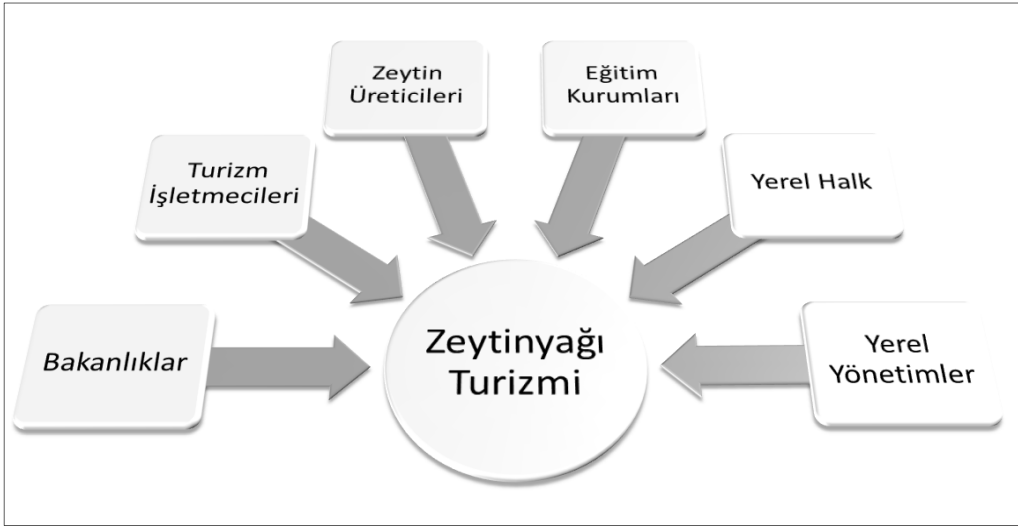 Zeytin
Üreticileri
Eğitim
Kurumları
Turizm
İşletmecileri
Yerel Halk
Bakanlıklar
Zeytinyağı
Turizmi
Yerel
Yönetimler